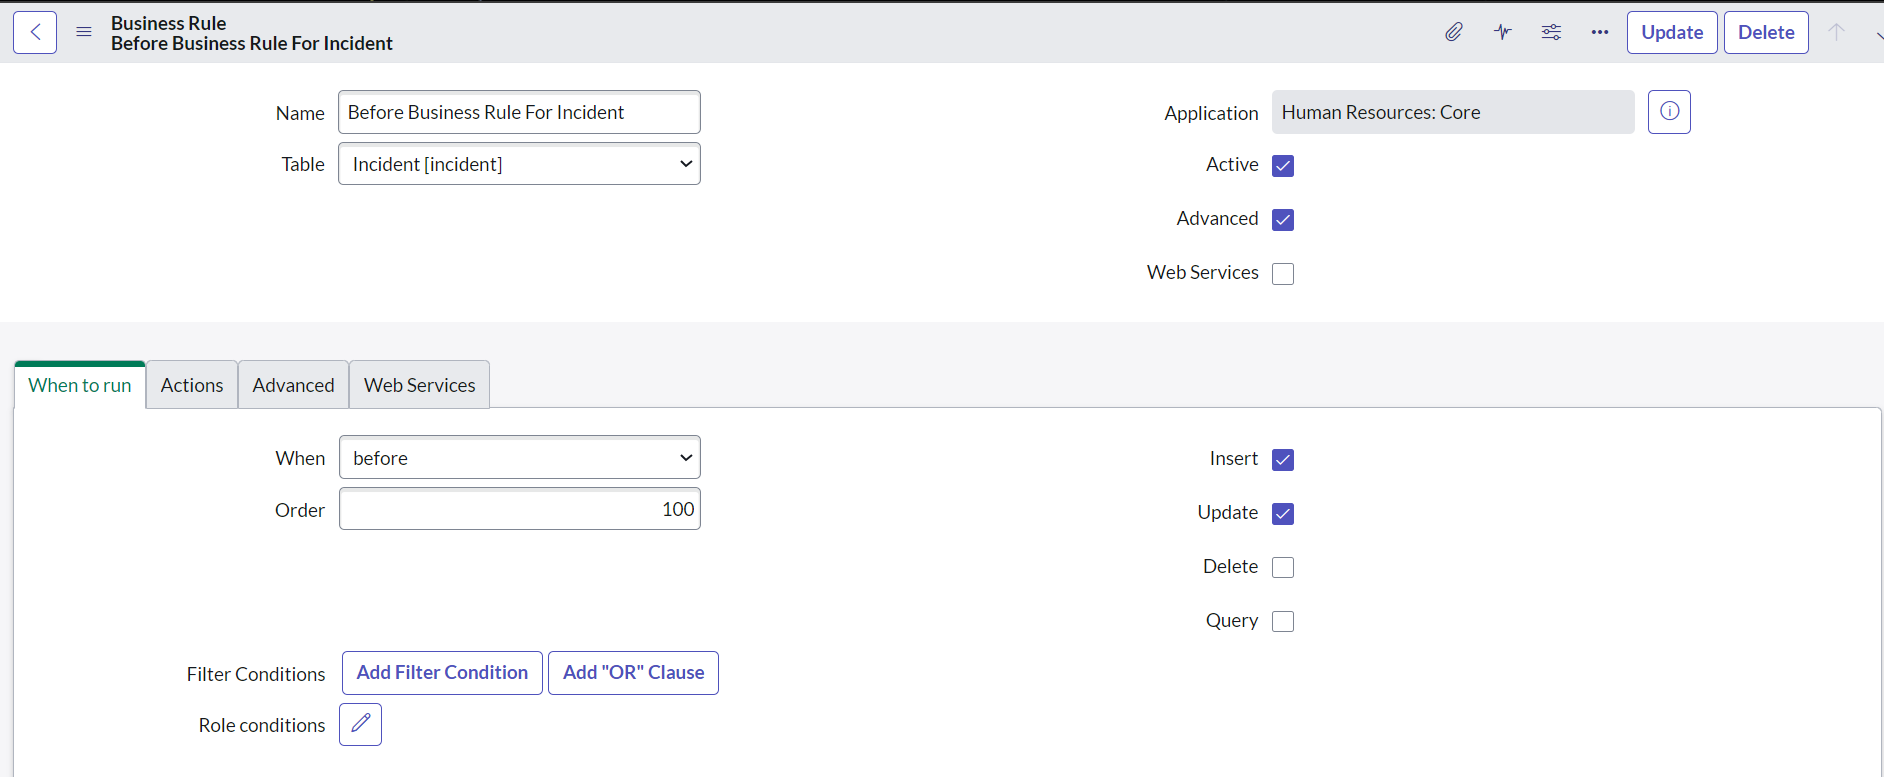 Business Rule
Before Business Rule For Incident
Update
Delete
Name
Before Business Rule For Incident
Application
Human Resources: Core
Table
Incident [incident]
Active
Advanced
Web Services
When to run
Actions
Advanced
Web Services
When
before
Insert
Order
100
Update
Delete
Query
Filter Conditions
Add Filter Condition
Add "OR" Clause
Role conditions